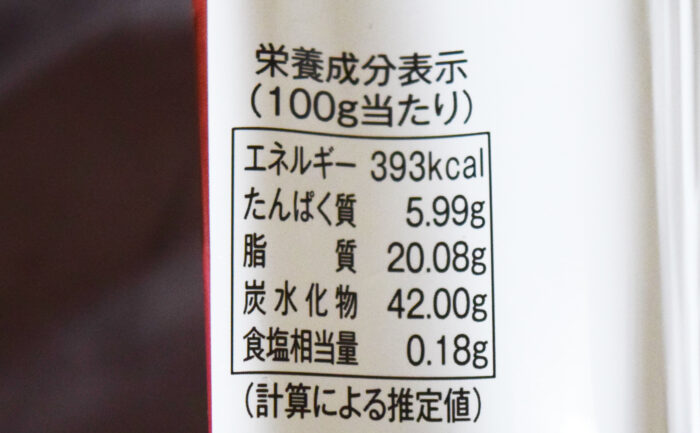 栄養成分表示
(100g当たり)
エネルギー 393kcal
たんぱく質 5.99g
脂質 20.08g
炭水化物 42.00g
食塩相当量 0.18g
(計算による推定値)